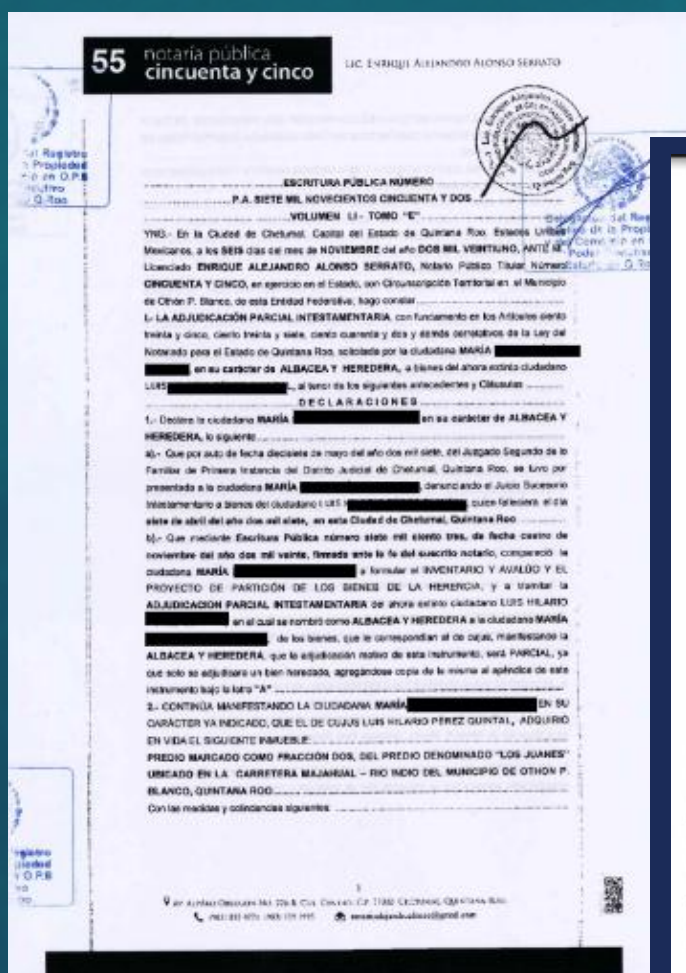 55 notaría pública
cincuenta y cinco
LIC. ENRIQUE ALEJANDRO ALONSO SERRATO
ESCRITURA PÚBLICA NÚMERO
P.A. SIETE MIL NOVECIENTOS CINCUENTA Y DOS
VOLUMEN LI - TOMO "E"
YNG.- En la Ciudad de Chetumal, Capital del Estado de Quintana Roo, Estados Unidos
Mexicanos, a los SEIS días del mes de NOVIEMBRE del año DOS MIL VEINTIUNO, ANTE MI
Licenciado ENRIQUE ALEJANDRO ALONSO SERRATO, Notario Público Titular Número
CINCUENTA Y CINCO, en ejercicio en el Estado, con Circunscripción Territorial en el Municipio
de Othón P. Blanco, de esta Entidad Federativa, hago constar
I.- LA ADJUDICACIÓN PARCIAL INTESTAMENTARIA, con fundamento en los Artículos ciento
treinta y cinco, ciento treinta y siete, ciento cuarenta y dos y demás correlativos de la Ley del
Notariado para el Estado de Quintana Roo, solicitada por la ciudadana MARÍA
, en su carácter de ALBACEA Y HEREDERA, a bienes del ahora extinto ciudadano
LUIS , al tenor de los siguientes antecedentes y Cláusulas
DECLARACIONES
1.- Declara la ciudadana MARÍA en su carácter de ALBACEA Y
HEREDERA, lo siguiente
a).- Que por auto de fecha diecisiete de mayo del año dos mil siete, del Juzgado Segundo de lo
Familiar de Primera Instancia del Distrito Judicial de Chetumal, Quintana Roo, se tuvo por
presentada a la ciudadana MARÍA , denunciando el Juicio Sucesorio
Intestamentario a bienes del ciudadano LUIS , quien falleciera el día
siete de abril del año dos mil siete, en esta Ciudad de Chetumal, Quintana Roo
b).- Que mediante Escritura Pública número siete mil ciento tres, de fecha cuatro de
noviembre del año dos mil veinte, firmada ante la fe del suscrito notario, compareció la
ciudadana MARÍA a formular el INVENTARIO Y AVALÚO Y EL
PROYECTO DE PARTICIÓN DE LOS BIENES DE LA HERENCIA, y a tramitar la
ADJUDICACION PARCIAL INTESTAMENTARIA del ahora extinto ciudadano LUIS HILARIO
en el cual se nombró como ALBACEA Y HEREDERA a la ciudadana MARÍA
, de los bienes, que le correspondían al de cujus, manifestando la
ALBACEA Y HEREDERA, que la adjudicación motivo de este instrumento, será PARCIAL, ya
que solo se adjudicara un bien heredado, agregándose copia de la misma al apéndice de este
instrumento bajo la letra "A"
2.- CONTINÚA MANIFESTANDO LA CIUDADANA MARÍA EN SU
CARÁCTER YA INDICADO, QUE EL DE CUJUS LUIS HILARIO PEREZ QUINTAL, ADQUIRIO
EN VIDA EL SIGUIENTE INMUEBLE:
PREDIO MARCADO COMO FRACCIÓN DOS, DEL PREDIO DENOMINADO "LOS JUANES"
UBICADO EN LA CARRETERA MAJAHUAL – RIO INDIO DEL MUNICIPIO DE OTHON P.
BLANCO, QUINTANA ROO
Con las medidas y colindancias siguientes:
1